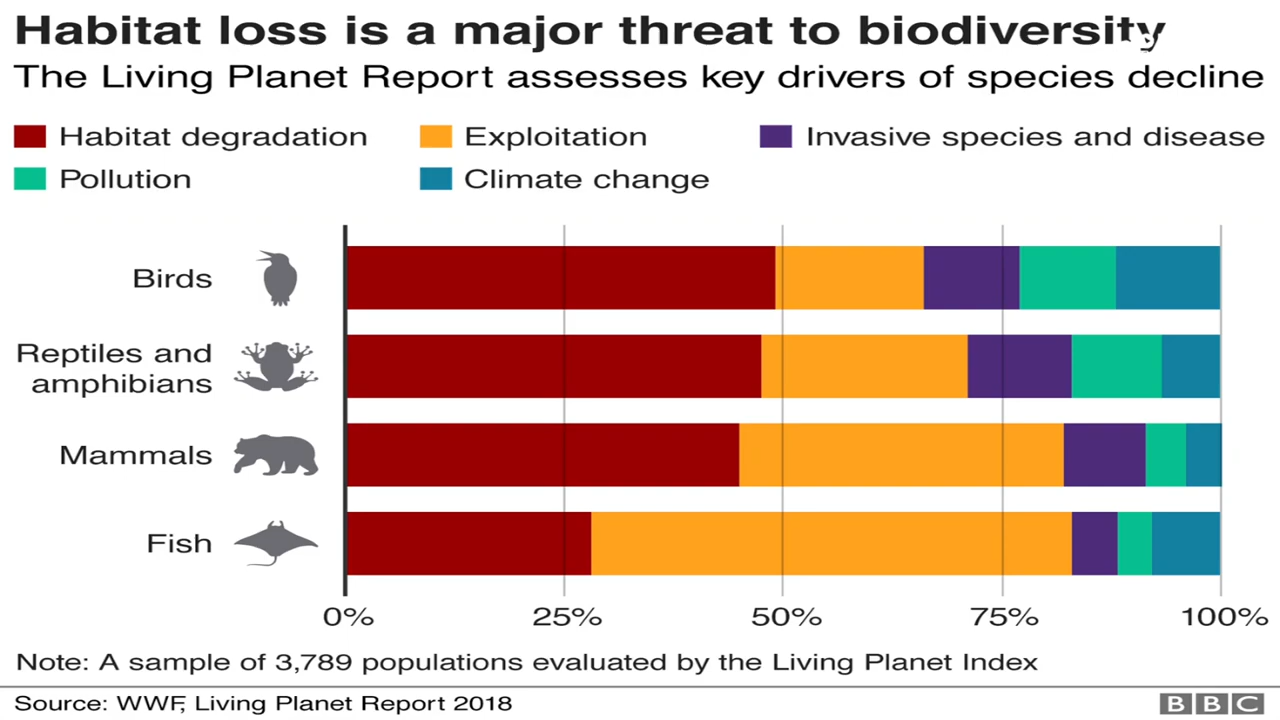 Habitat loss is a major threat to biodiversity
The Living Planet Report assesses key drivers of species decline
Habitat degradation Exploitation Invasive species and disease
Pollution Climate change
Birds
Reptiles and
amphibians
Mammals
Fish
0% 25% 50% 75% 100%
Note: A sample of 3,789 populations evaluated by the Living Planet Index
Source: WWF, Living Planet Report 2018 BBC